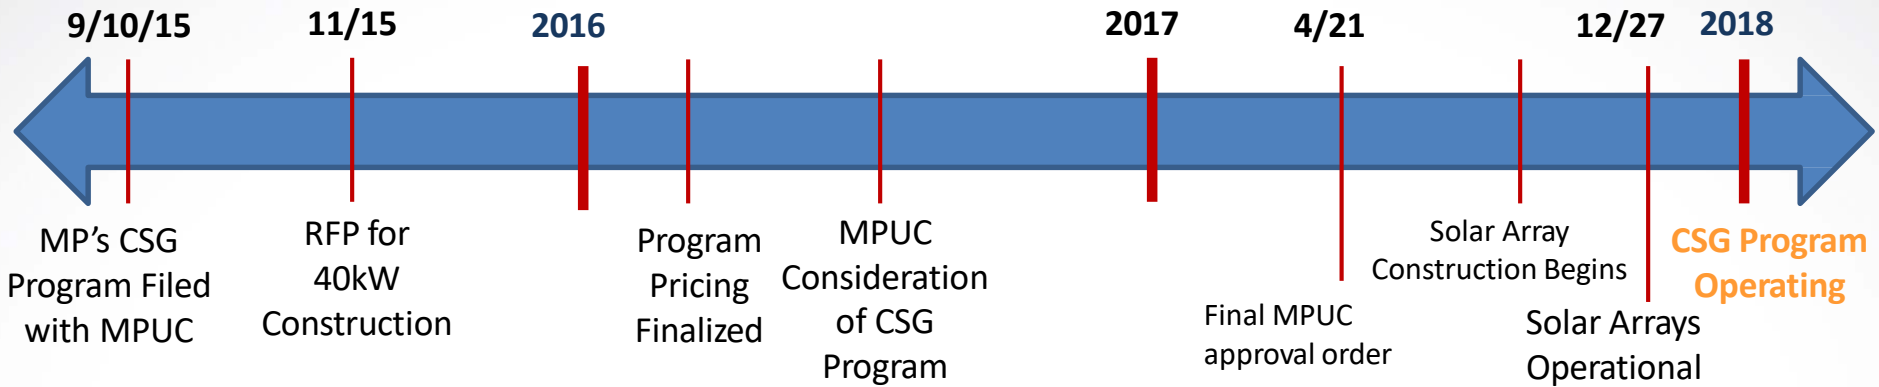 9/10/15
11/15
2016
2017
4/21
12/27
2018
MP’s CSG
Program Filed
with MPUC
RFP for
40kW
Construction
Program
Pricing
Finalized
MPUC
Consideration
of CSG
Program
Final MPUC
approval order
Solar Array
Construction Begins
Solar Arrays
Operational
CSG Program
Operating